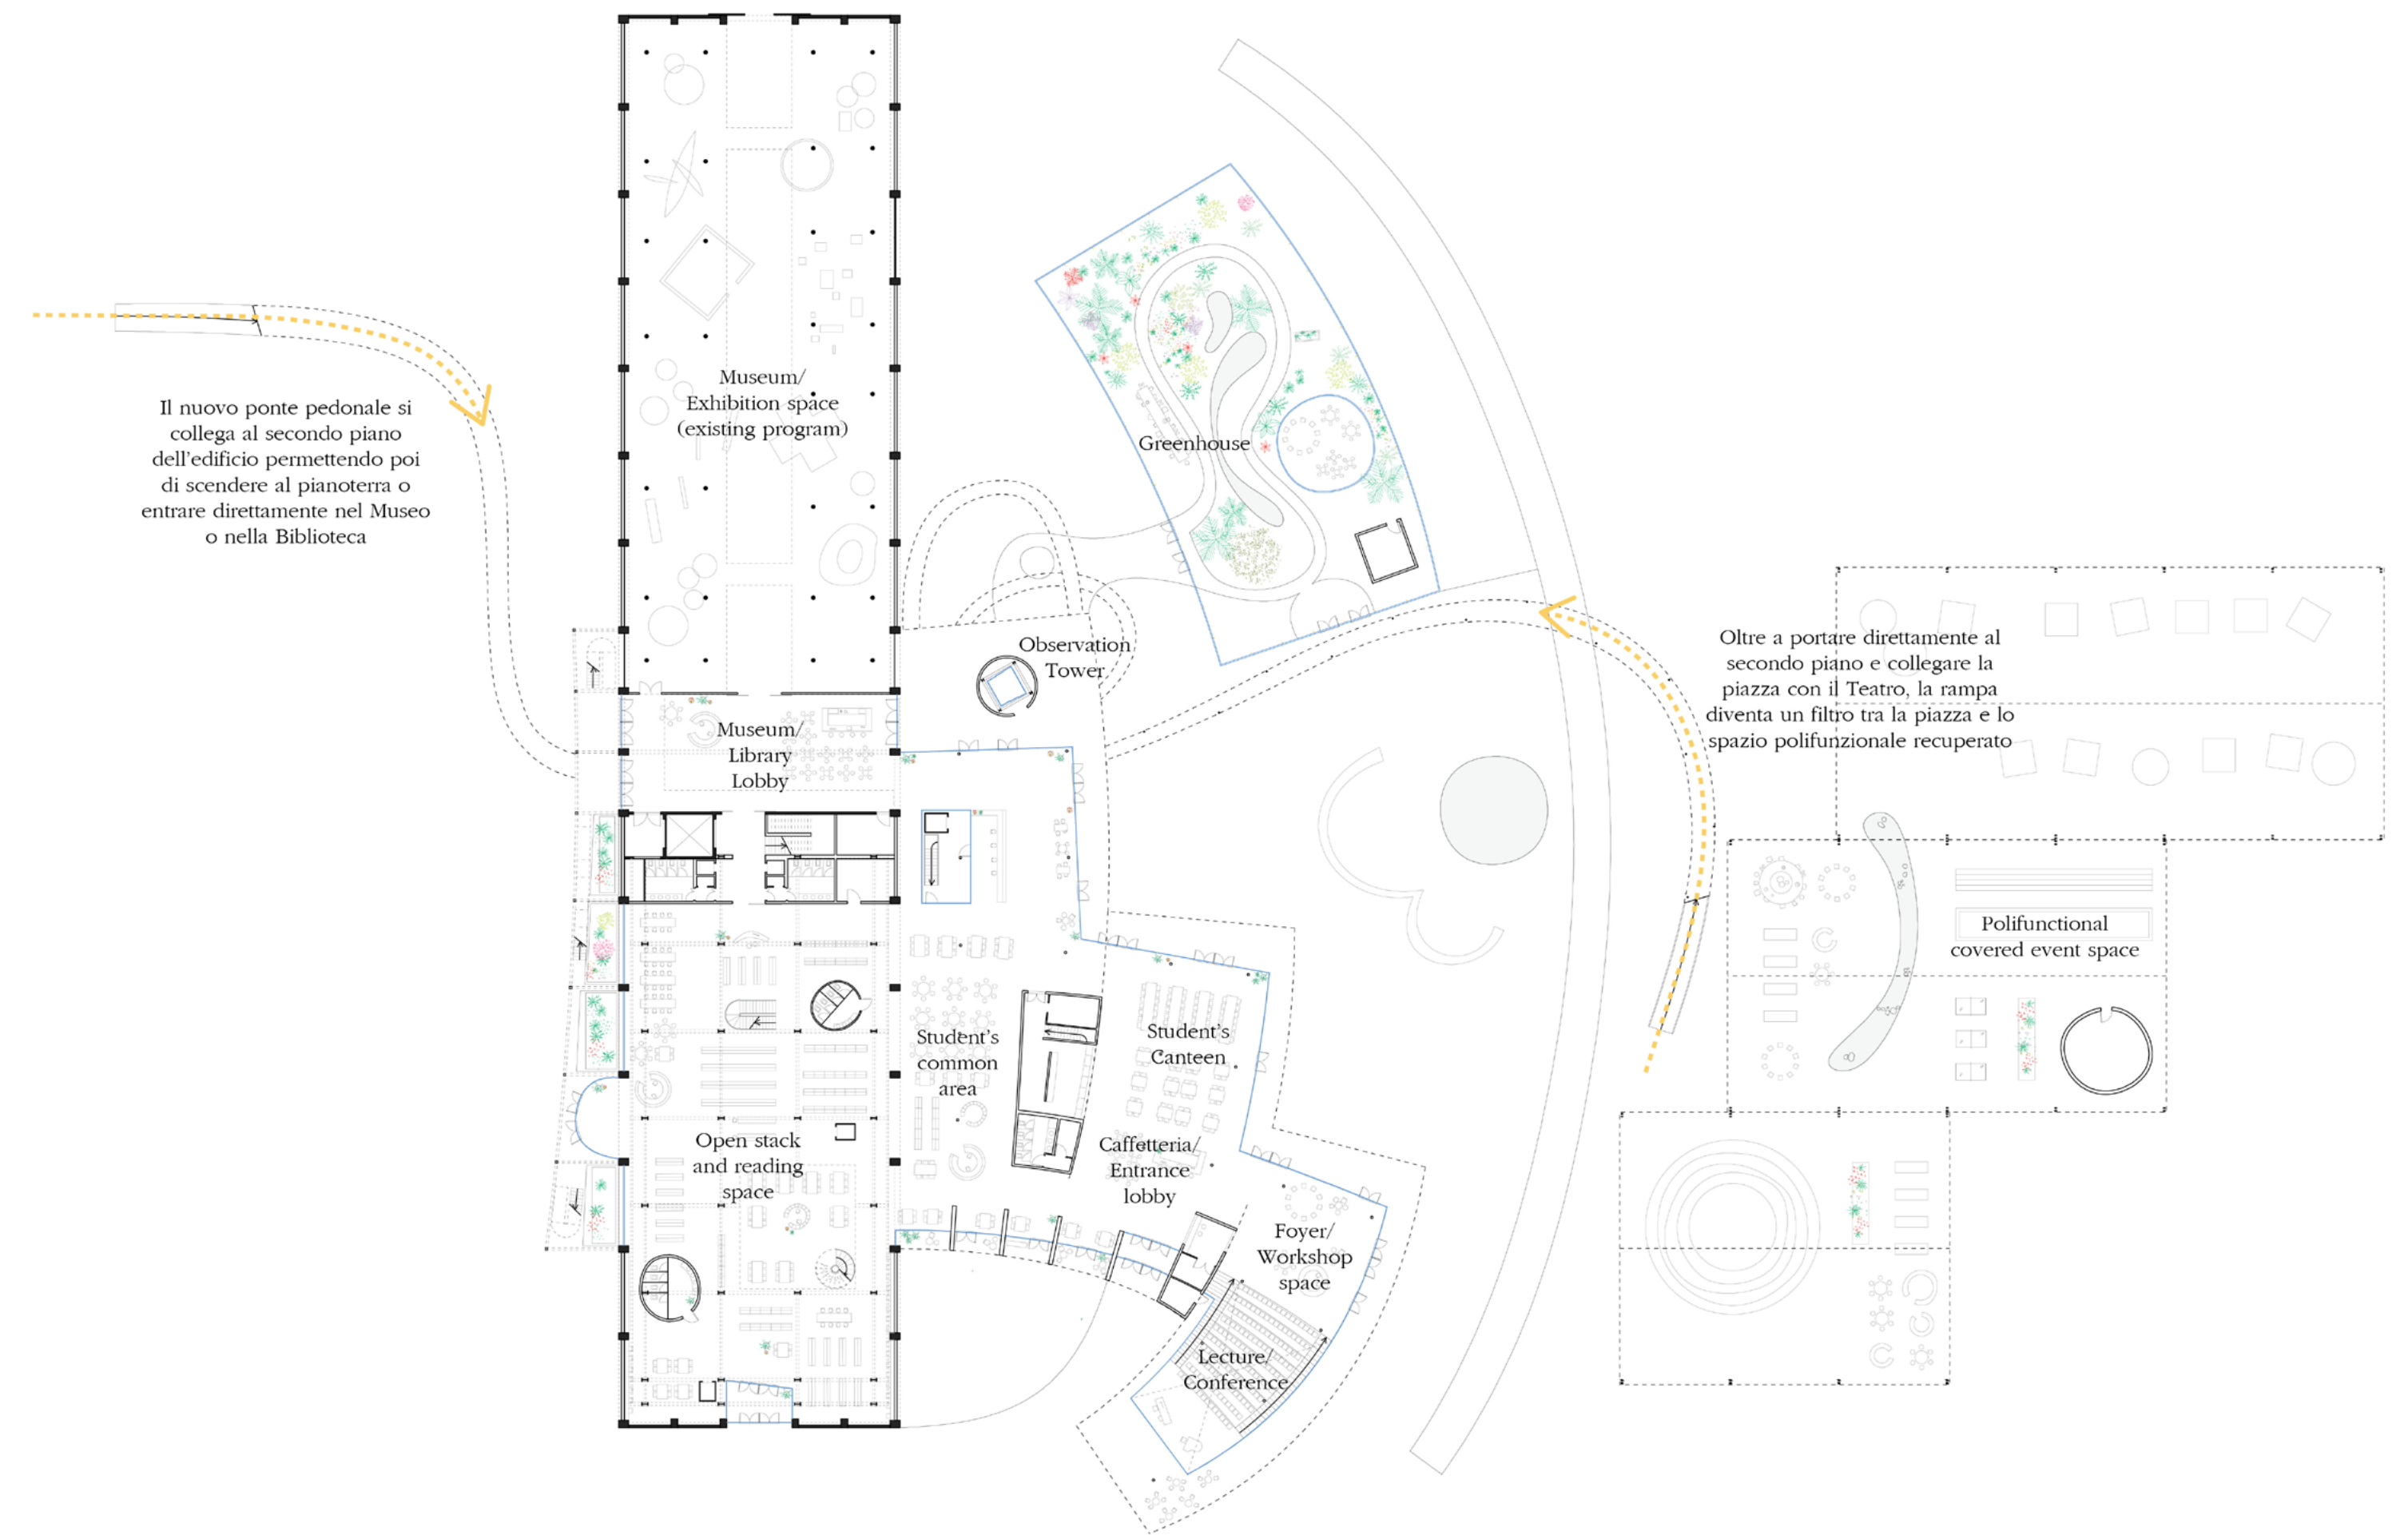 Museum/
Exhibition space
(existing program)
Il nuovo ponte pedonale si
collega al secondo piano
dell'edificio permettendo poi
di scendere al pianoterra o
entrare direttamente nel Museo
o nella Biblioteca
Greenhouse
Observation
Tower
Oltre a portare direttamente al
secondo piano e collegare la
piazza con il Teatro, la rampa
diventa un filtro tra la piazza e lo
spazio polifunzionale recuperato
Museum/
Library
Lobby
Polifunctional
covered event space
Student's
common
area
Student's
Canteen
Open stack
and reading
space
Caffetteria/
Entrance
lobby
Foyer/
Workshop
space
Lecture/
Conference